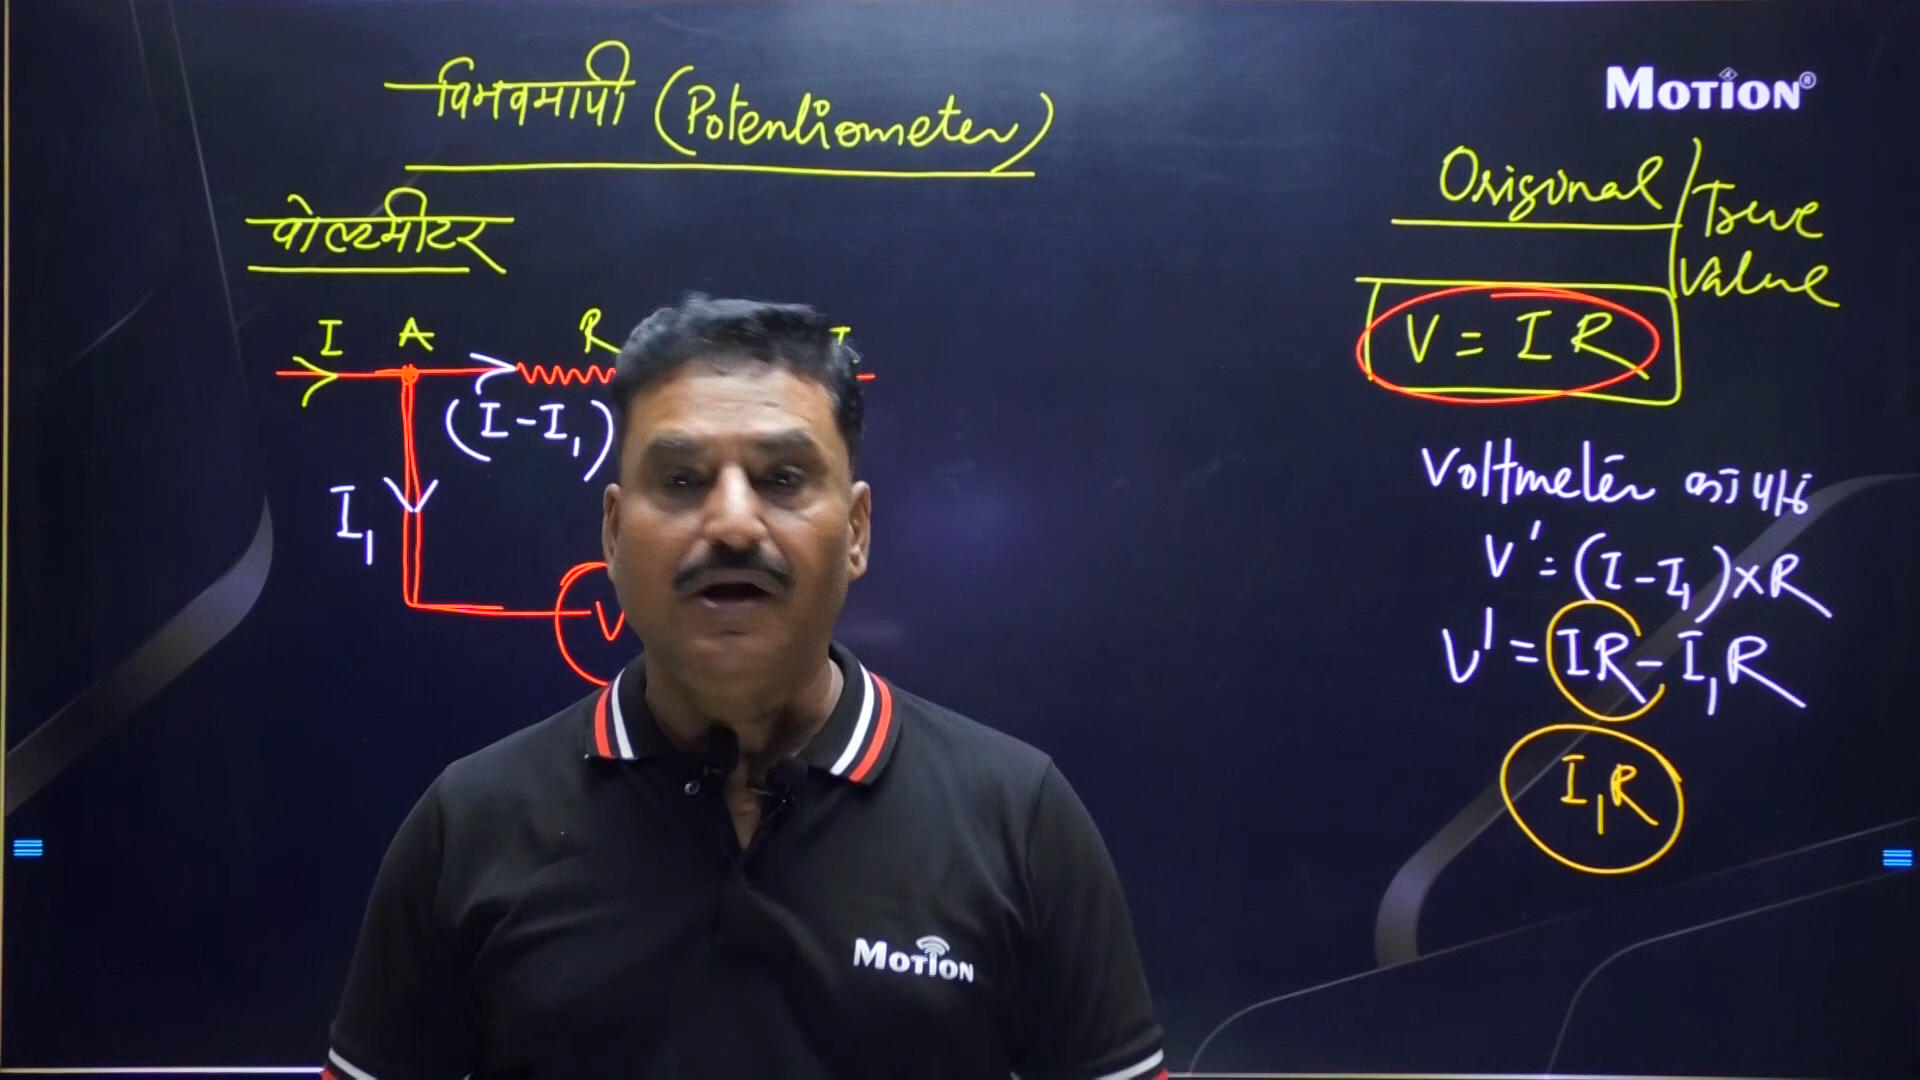 विभवमापी (Potentiometer)
MOTION®
Original / True Value
वोल्टमीटर
V = IR
I A R I
(I-I₁)
I₁
V
Voltmeter का पाठ
V' = (I-I₁)×R
V' = IR-I₁R
I₁R
MOTION